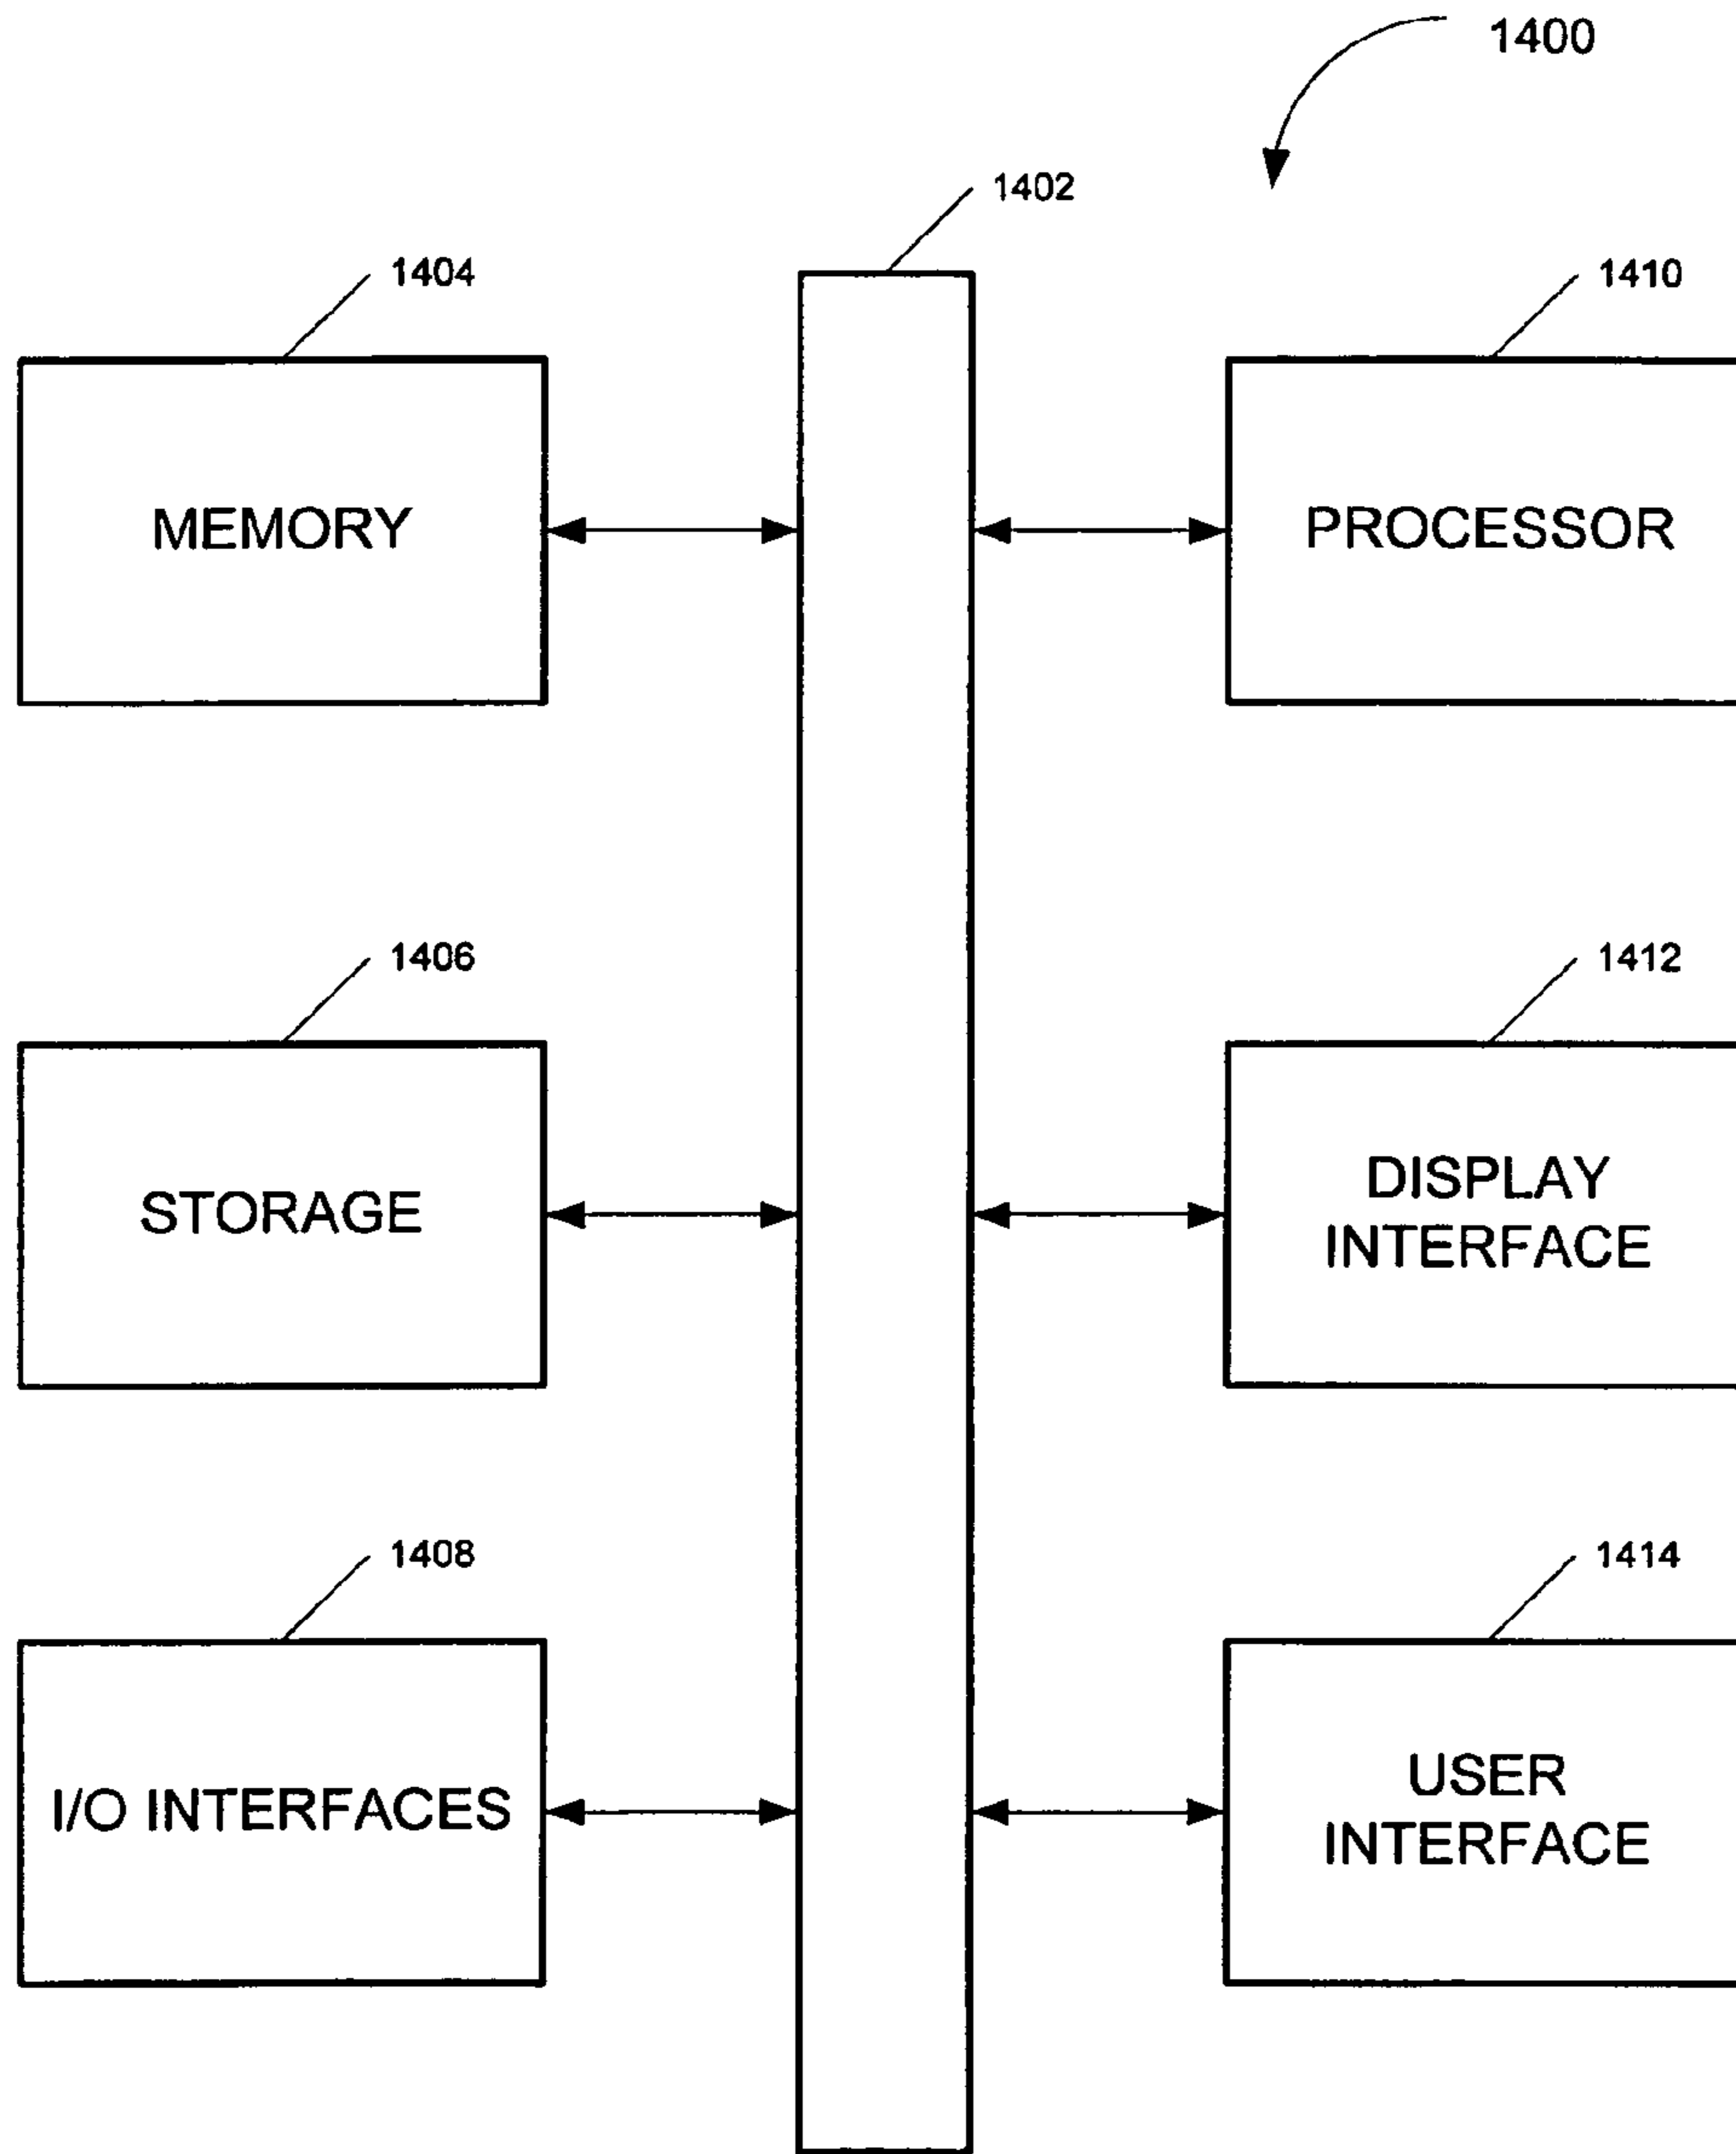 1400
1402
1404
1410
MEMORY
PROCESSOR
1406
1412
STORAGE
DISPLAY
INTERFACE
1408
1414
I/O INTERFACES
USER
INTERFACE